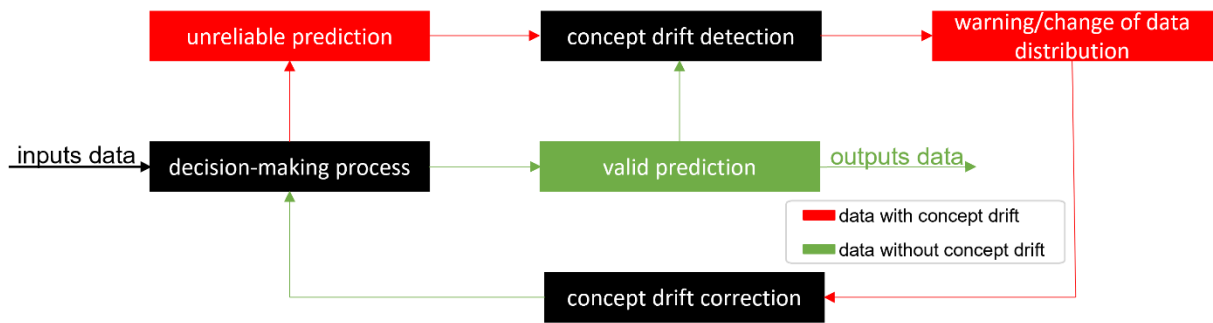 unreliable prediction
concept drift detection
warning/change of data
distribution
inputs data
decision-making process
valid prediction
outputs data
data with concept drift
data without concept drift
concept drift correction